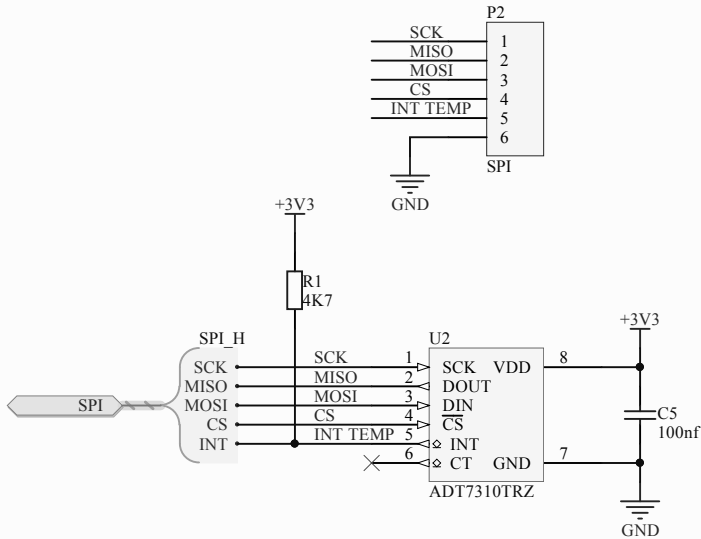 P2
SCK 1
MISO 2
MOSI 3
CS 4
INT TEMP 5
6
SPI
GND
+3V3
R1
4K7
+3V3
SPI_H U2
SCK SCK 1 SCK VDD 8
MISO MISO 2 DOUT
SPI MOSI MOSI 3 DIN
CS CS 4 CS
C5
100nf
INT INT TEMP 5 INT
6 CT GND 7
ADT7310TRZ
GND